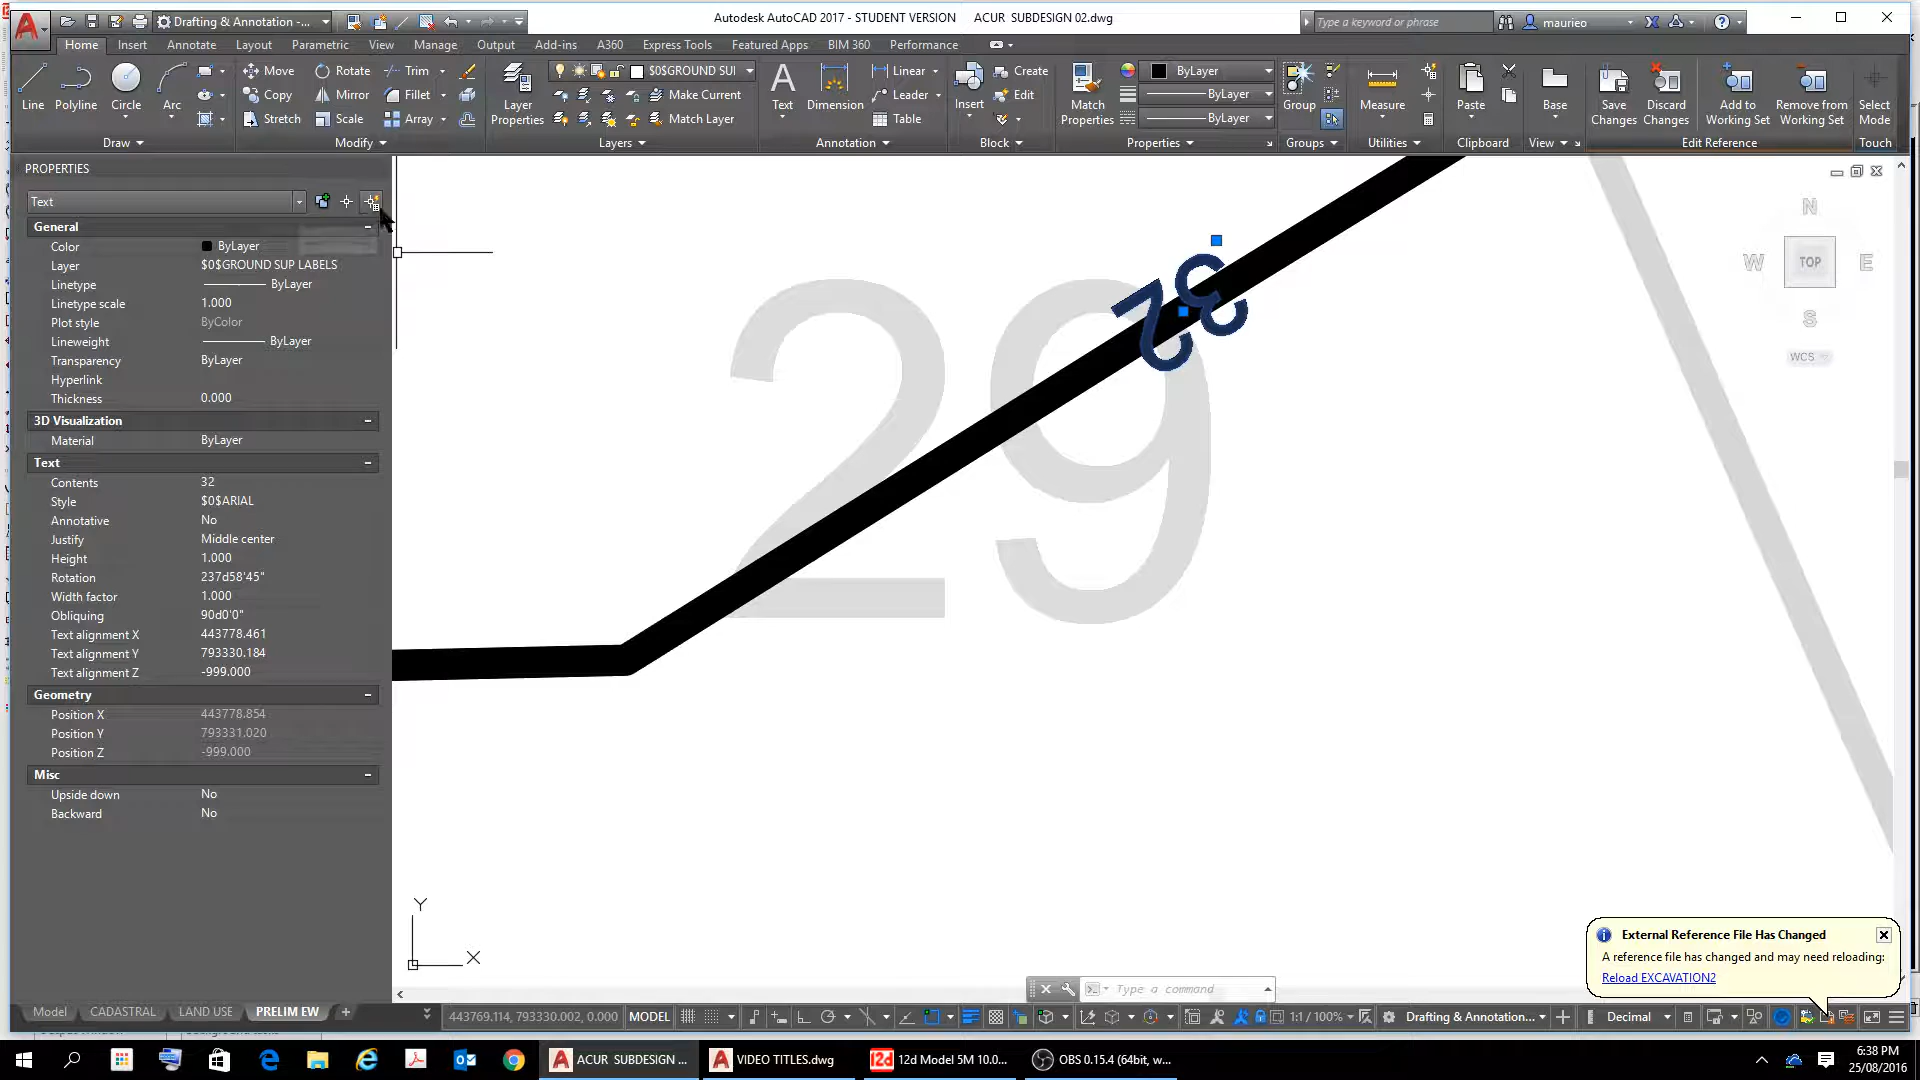 Drafting & Annotation -...
Autodesk AutoCAD 2017 - STUDENT VERSION ACUR SUBDESIGN 02.dwg
Type a keyword or phrase
maurieo
Home Insert Annotate Layout Parametric View Manage Output Add-ins A360 Express Tools Featured Apps BIM 360 Performance
Line Polyline Circle Arc
Move Rotate Trim
Copy Mirror Fillet
Stretch Scale Array
Layer Properties
$0$GROUND SUI
Make Current
Match Layer
Text Dimension
Linear
Leader
Table
Insert
Create
Edit
Match Properties
ByLayer
ByLayer
ByLayer
Group
Measure
Paste
Base
Save Changes
Discard Changes
Add to Working Set
Remove from Working Set
Select Mode
Draw Modify Layers Annotation Block Properties Groups Utilities Clipboard View Edit Reference Touch
PROPERTIES
Text
General
Color ByLayer
Layer $0$GROUND SUP LABELS
Linetype ByLayer
Linetype scale 1.000
Plot style ByColor
Lineweight ByLayer
Transparency ByLayer
Hyperlink
Thickness 0.000
3D Visualization
Material ByLayer
Text
Contents 32
Style $0$ARIAL
Annotative No
Justify Middle center
Height 1.000
Rotation 237d58'45"
Width factor 1.000
Obliquing 90d0'0"
Text alignment X 443778.461
Text alignment Y 793330.184
Text alignment Z -999.000
Geometry
Position X 443778.854
Position Y 793331.020
Position Z -999.000
Misc
Upside down No
Backward No
29
32
N
W TOP E
S
WCS
Y
X
External Reference File Has Changed
A reference file has changed and may need reloading:
Reload EXCAVATION2
Type a command
Model CADASTRAL LAND USE PRELIM EW
443769.114, 793330.002, 0.000 MODEL
1:1 / 100%
Drafting & Annotation...
Decimal
ACUR SUBDESIGN ...
VIDEO TITLES.dwg
12d Model 5M 10.0...
OBS 0.15.4 (64bit, w...
6:38 PM
25/08/2016